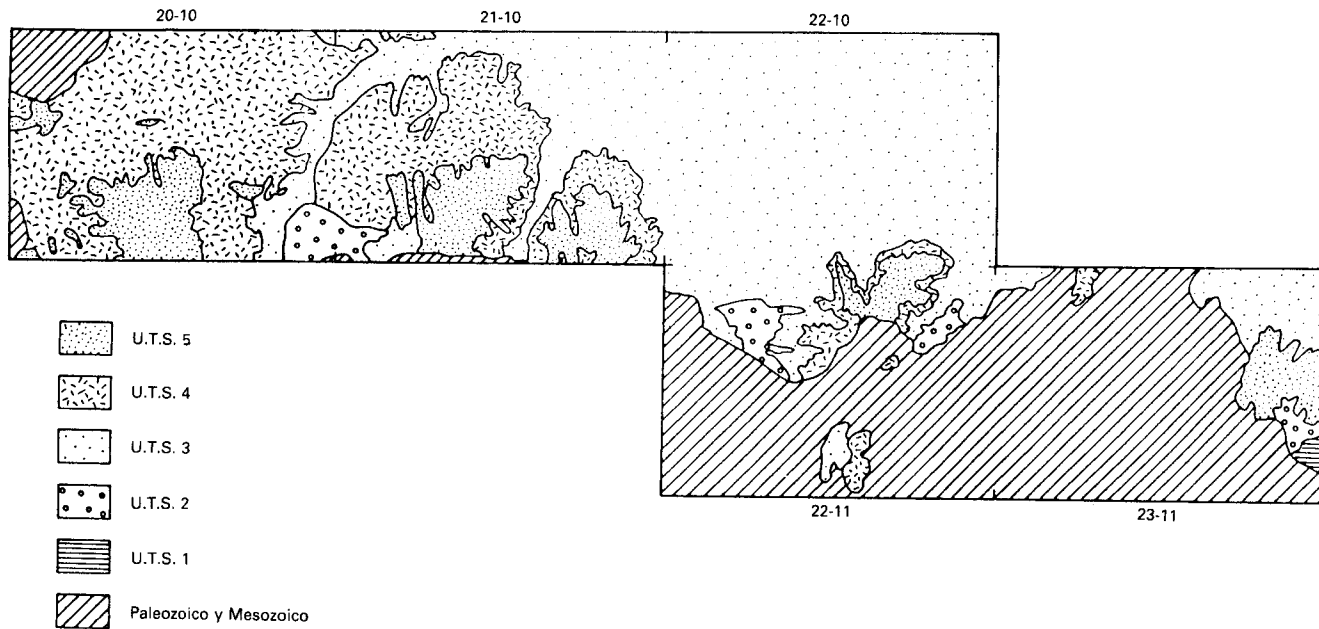 20-10
21-10
22-10
22-11
23-11
U.T.S. 5
U.T.S. 4
U.T.S. 3
U.T.S. 2
U.T.S. 1
Paleozoico y Mesozoico